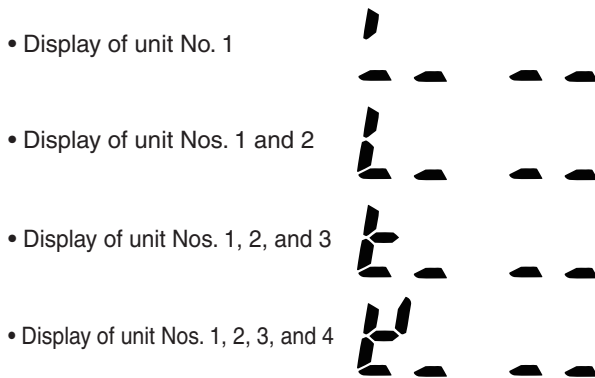 • Display of unit No. 1
• Display of unit Nos. 1 and 2
• Display of unit Nos. 1, 2, and 3
• Display of unit Nos. 1, 2, 3, and 4